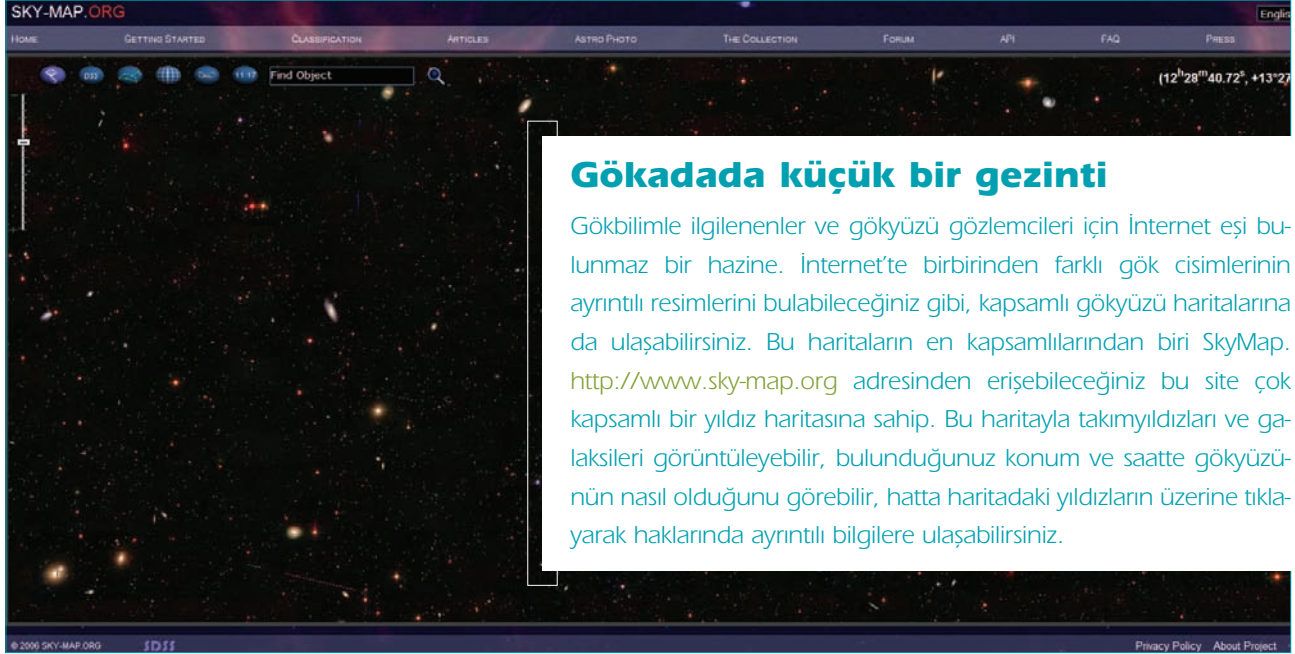 SKY-MAP.ORG
Englis
HOME GETTING STARTED CLASSIFICATION ARTICLES ASTRO PHOTO THE COLLECTION FORUM API FAQ PRESS
DSS 11:17 Find Object
(12h28m40.72s, +13°27
Gökadada küçük bir gezinti
Gökbilimle ilgilenenler ve gökyüzü gözlemcileri için İnternet eşi bu-
lunmaz bir hazine. İnternet'te birbirinden farklı gök cisimlerinin
ayrıntılı resimlerini bulabileceğiniz gibi, kapsamlı gökyüzü haritalarına
da ulaşabilirsiniz. Bu haritaların en kapsamlılarından biri SkyMap.
http://www.sky-map.org adresinden erişebileceğiniz bu site çok
kapsamlı bir yıldız haritasına sahip. Bu haritayla takımyıldızları ve ga-
laksileri görüntüleyebilir, bulunduğunuz konum ve saatte gökyüzü-
nün nasıl olduğunu görebilir, hatta haritadaki yıldızların üzerine tıkla-
yarak haklarında ayrıntılı bilgilere ulaşabilirsiniz.
© 2006 SKY-MAP.ORG SDSS Privacy Policy About Project